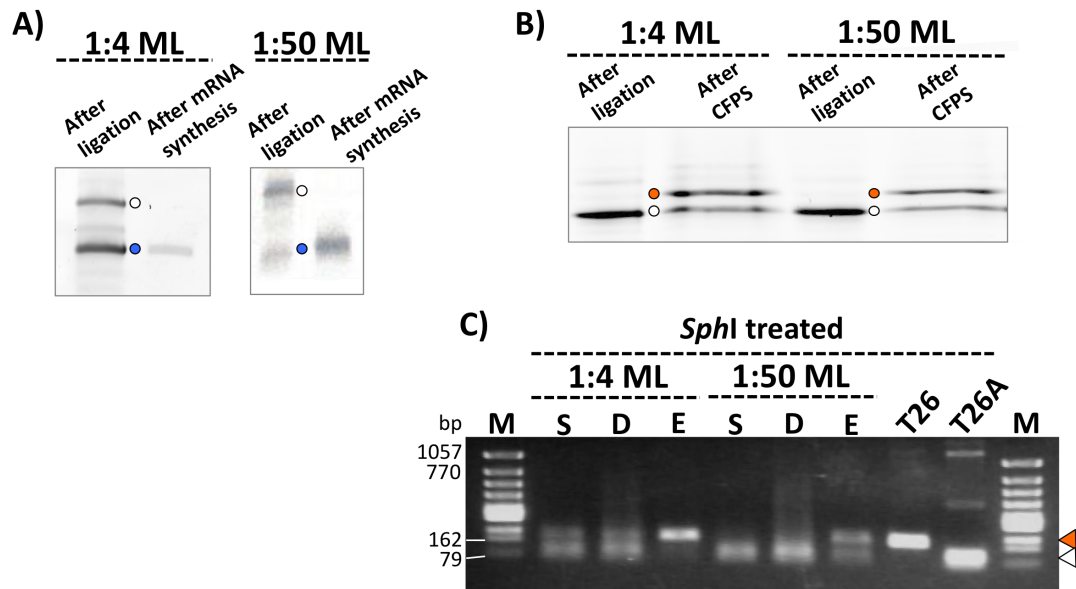 A)
1:4 ML
1:50 ML
After
ligation
After mRNA
synthesis
After
ligation
After mRNA
synthesis
B)
1:4 ML
1:50 ML
After
ligation
After
CFPS
After
ligation
After
CFPS
C)
SphI treated
1:4 ML
1:50 ML
bp M S D E S D E T26 T26A M
1057
770
162
79